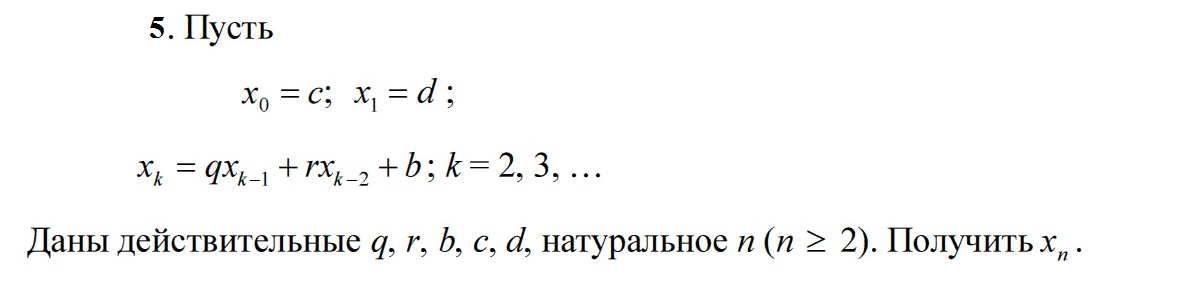 5. Пусть
x₀ = c; x₁ = d ;
xₖ = qxₖ₋₁ + rxₖ₋₂ + b ; k = 2, 3, …
Даны действительные q, r, b, c, d, натуральное n (n ≥ 2). Получить xₙ .